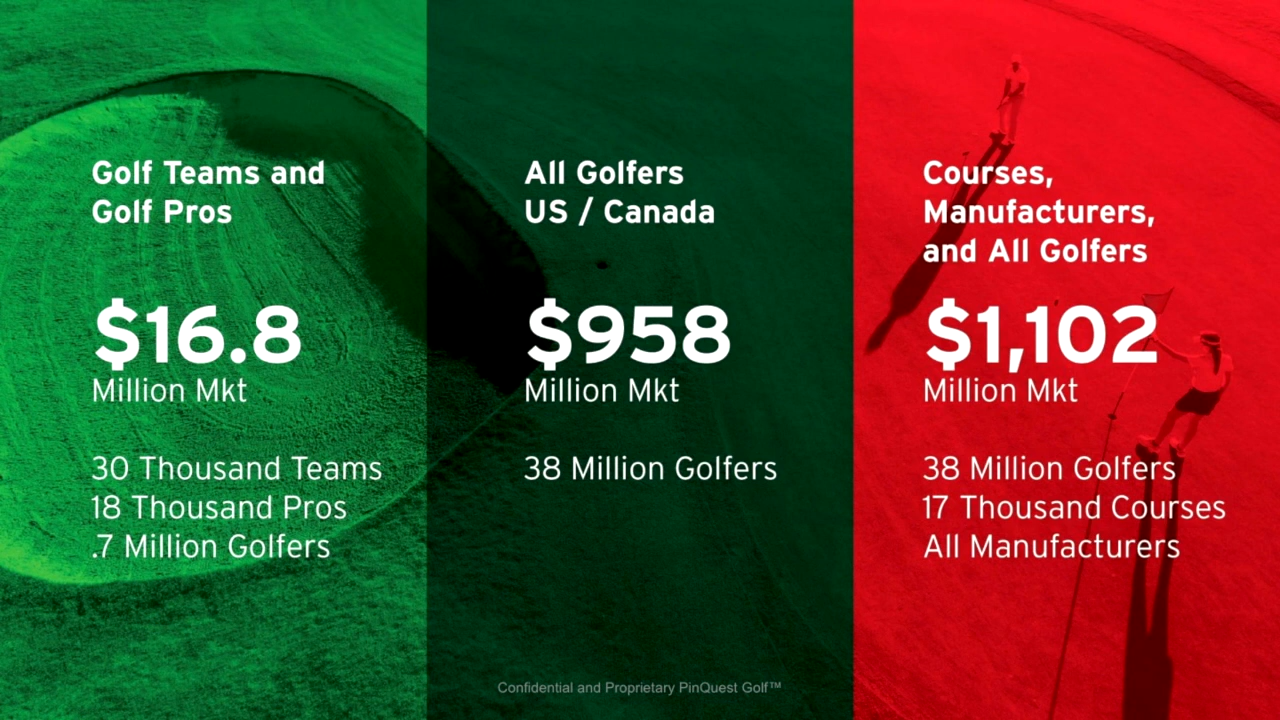 Golf Teams and
Golf Pros
$16.8
Million Mkt
30 Thousand Teams
18 Thousand Pros
.7 Million Golfers
All Golfers
US / Canada
$958
Million Mkt
38 Million Golfers
Courses,
Manufacturers,
and All Golfers
$1,102
Million Mkt
38 Million Golfers
17 Thousand Courses
All Manufacturers
Confidential and Proprietary PinQuest Golf™